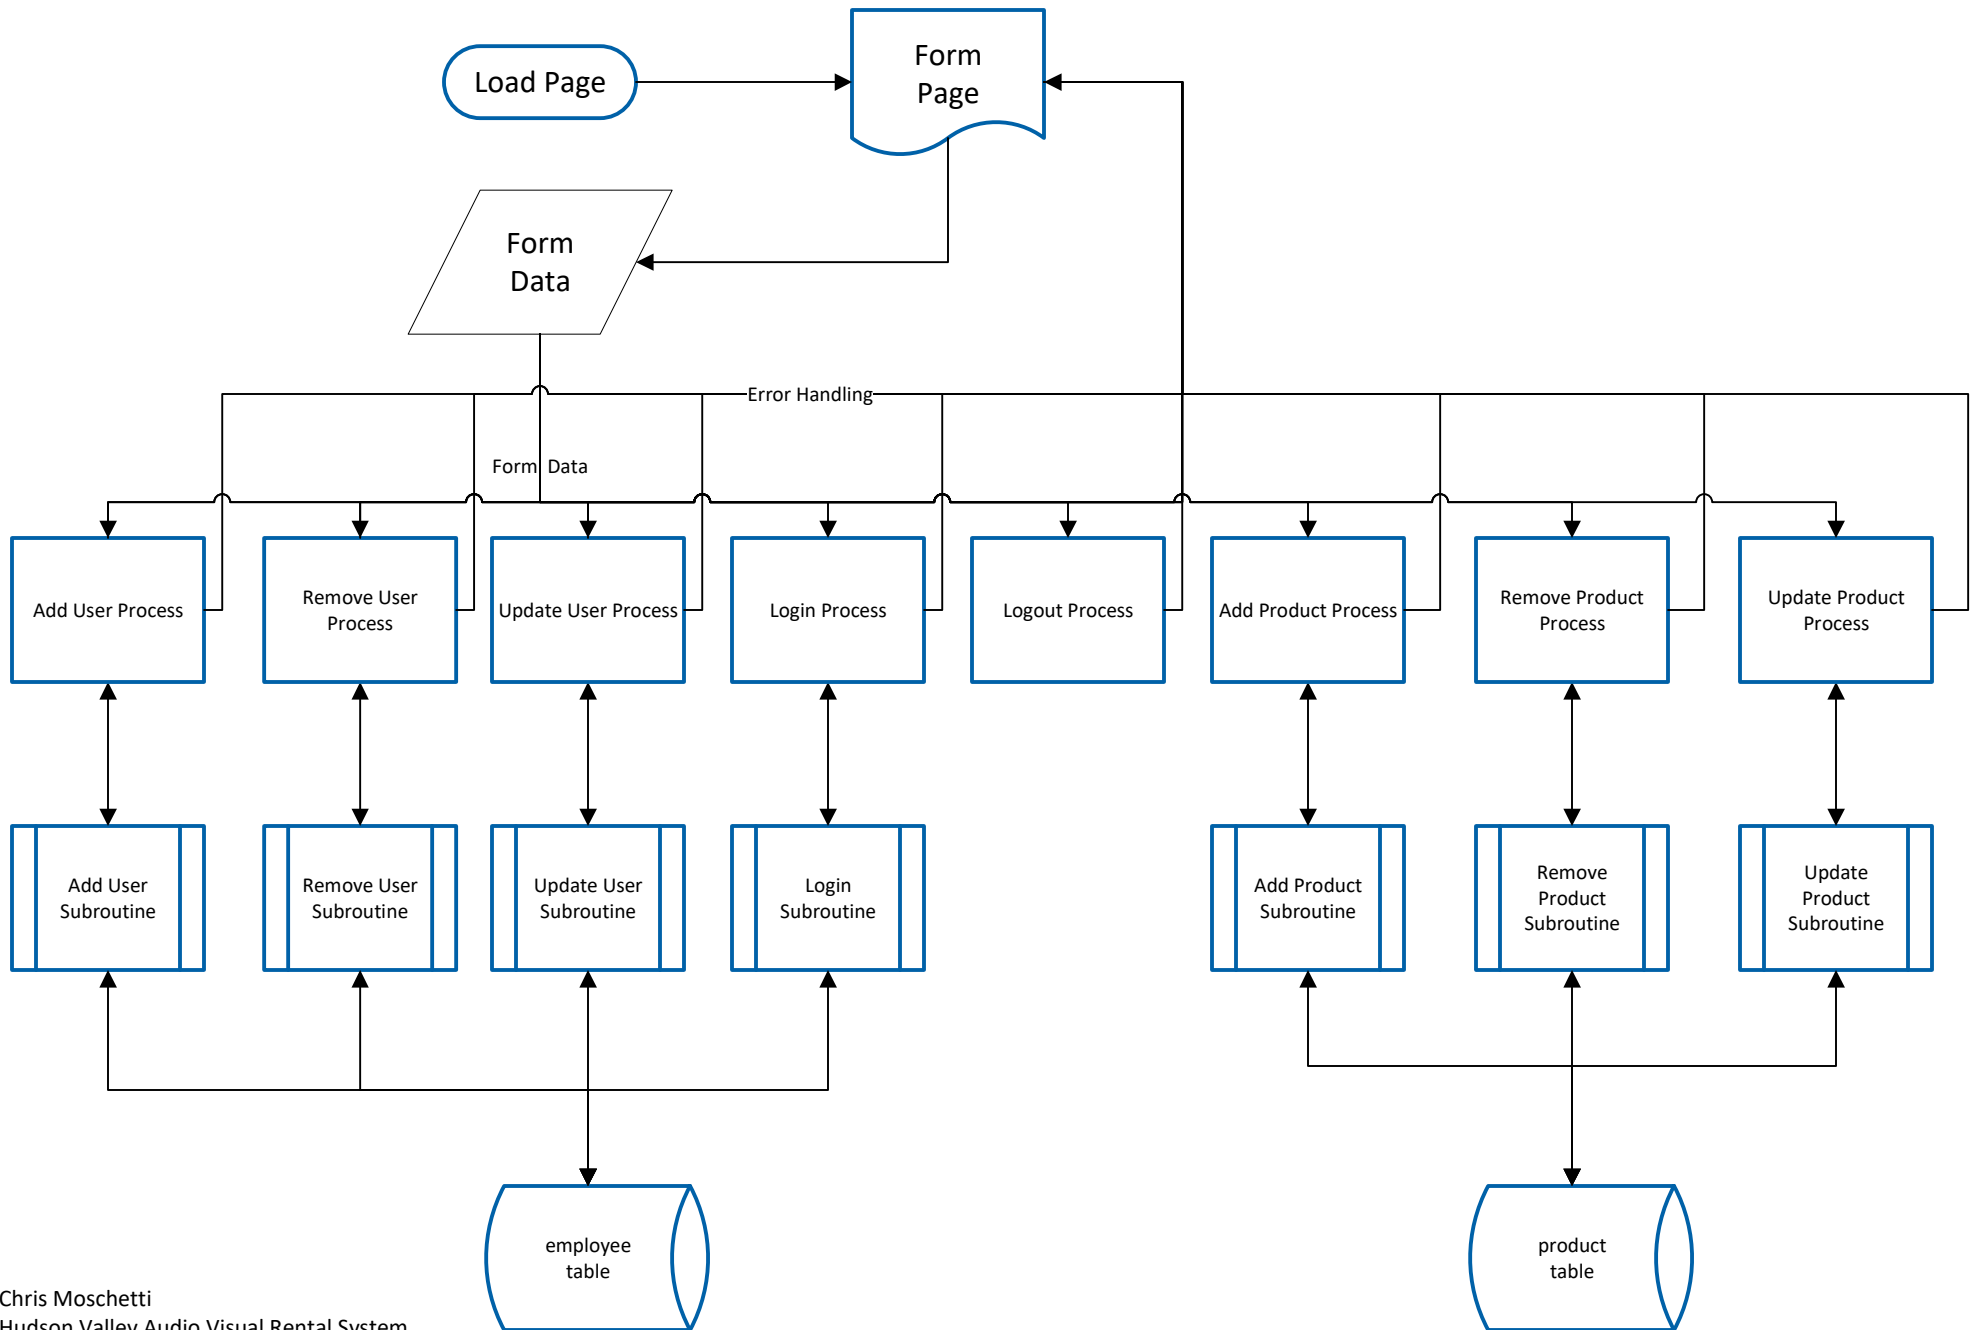 Form
Page
Load Page
Form
Data
Error Handling
Form Data
Add User Process
Remove User
Process
Update User Process
Login Process
Logout Process
Add Product Process
Remove Product
Process
Update Product
Process
Add User
Subroutine
Remove User
Subroutine
Update User
Subroutine
Login
Subroutine
Add Product
Subroutine
Remove
Product
Subroutine
Update
Product
Subroutine
employee
table
product
table
Chris Moschetti
Hudson Valley Audio Visual Rental System